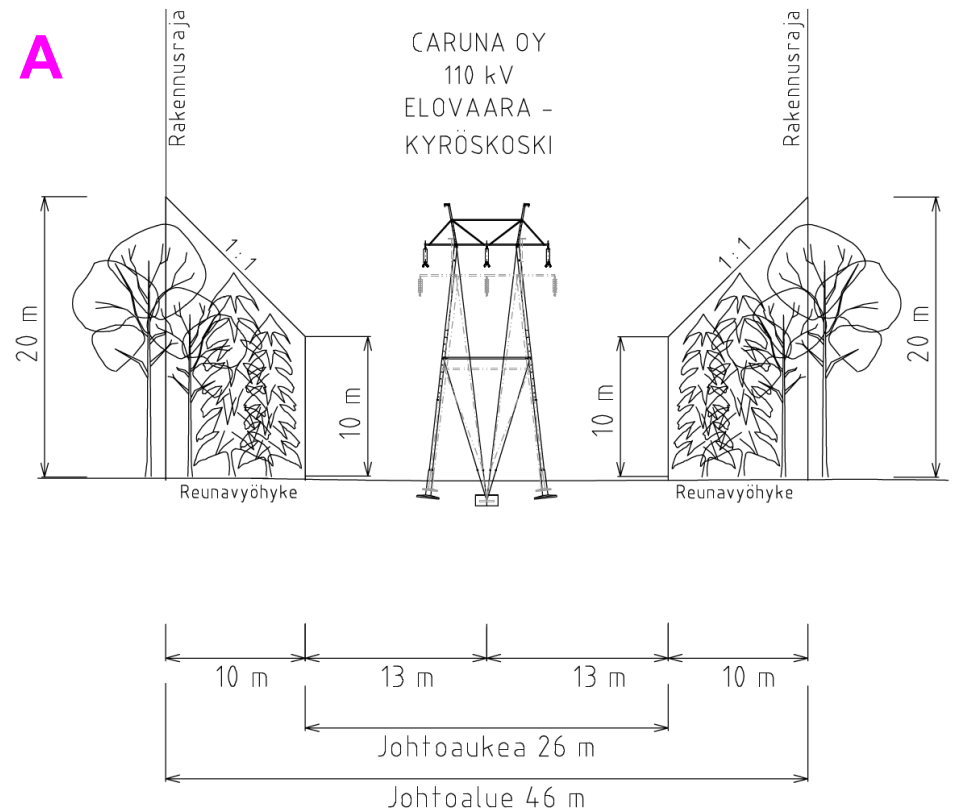 A
CARUNA OY
110 kV
ELOVAARA -
KYRÖSKOSKI
Rakennusraja
Rakennusraja
1:1
1:1
20 m
10 m
10 m
20 m
Reunavyöhyke
Reunavyöhyke
10 m
13 m
13 m
10 m
Johtoaukea 26 m
Johtoalue 46 m